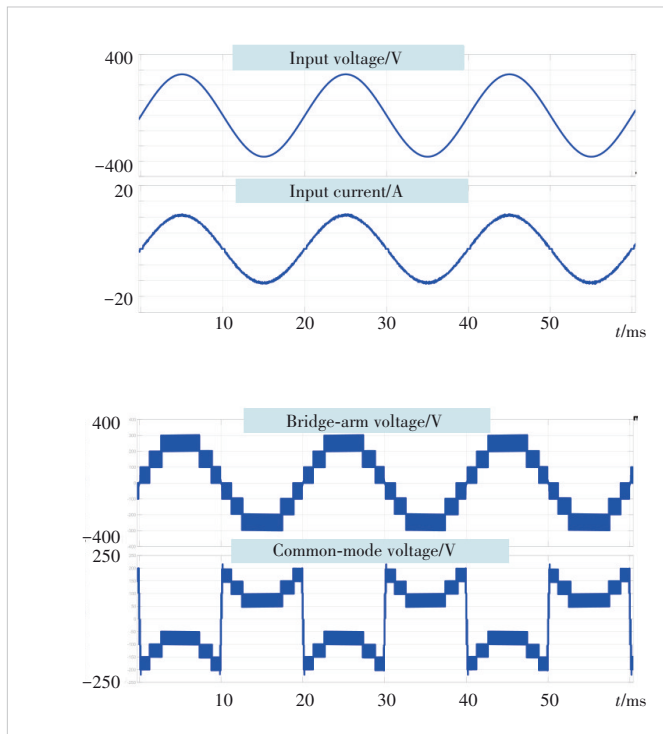 Input voltage/V
400
−400
Input current/A
20
−20
10 20 30 40 50
t/ms
Bridge-arm voltage/V
400
−400
Common-mode voltage/V
250
−250
10 20 30 40 50
t/ms